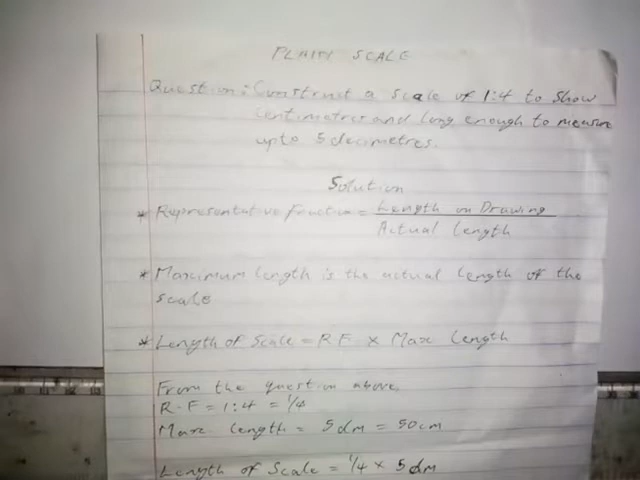 PLAIN SCALE
Question: Construct a scale of 1:4 to show
centimetres and long enough to measure
upto 5 decimetres.
Solution
* Representative Fraction = Length on Drawing
Actual Length
* Maximum length is the actual length of the
scale
* Length of Scale = RF x Max Length
From the question above,
R.F = 1:4 = 1/4
Max length = 5dm = 50cm
Length of Scale = 1/4 x 5dm